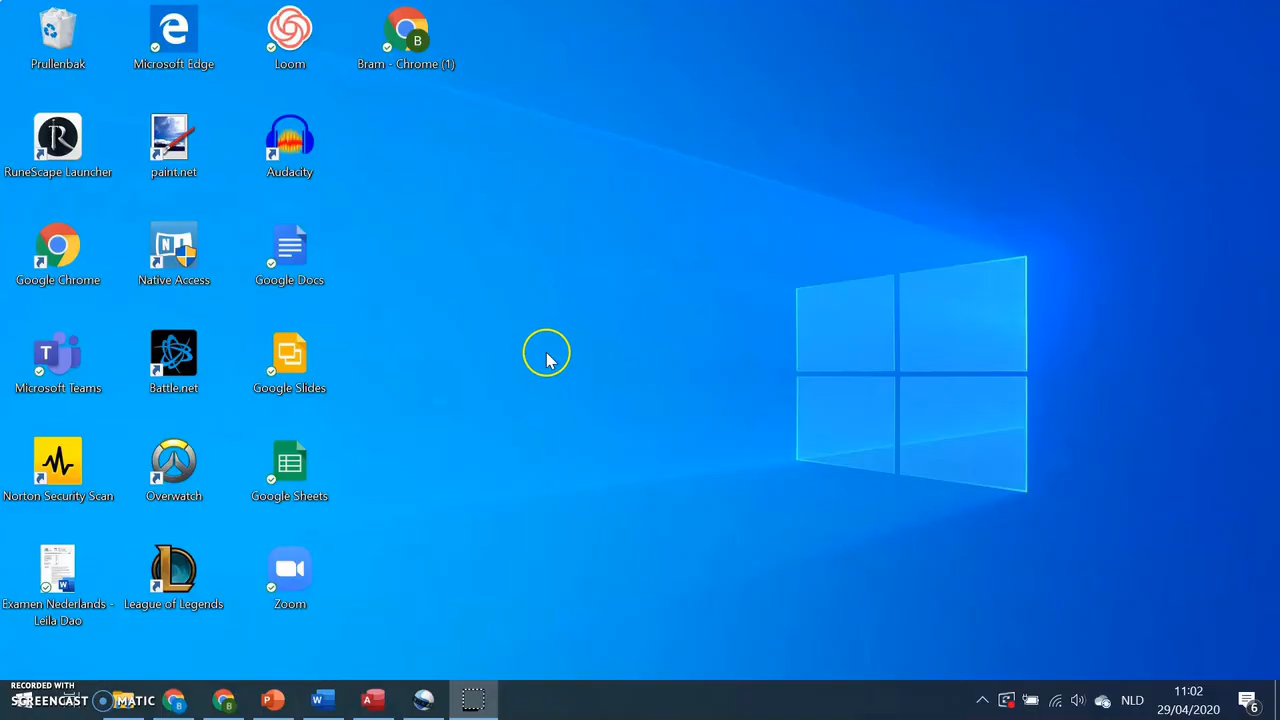 Prullenbak
Microsoft Edge
Loom
Bram - Chrome (1)
RuneScape Launcher
paint.net
Audacity
Google Chrome
Native Access
Google Docs
Microsoft Teams
Battle.net
Google Slides
Norton Security Scan
Overwatch
Google Sheets
Examen Nederlands -
Leila Dao
League of Legends
Zoom
RECORDED WITH
SCREENCAST MATIC
NLD
11:02
29/04/2020
6